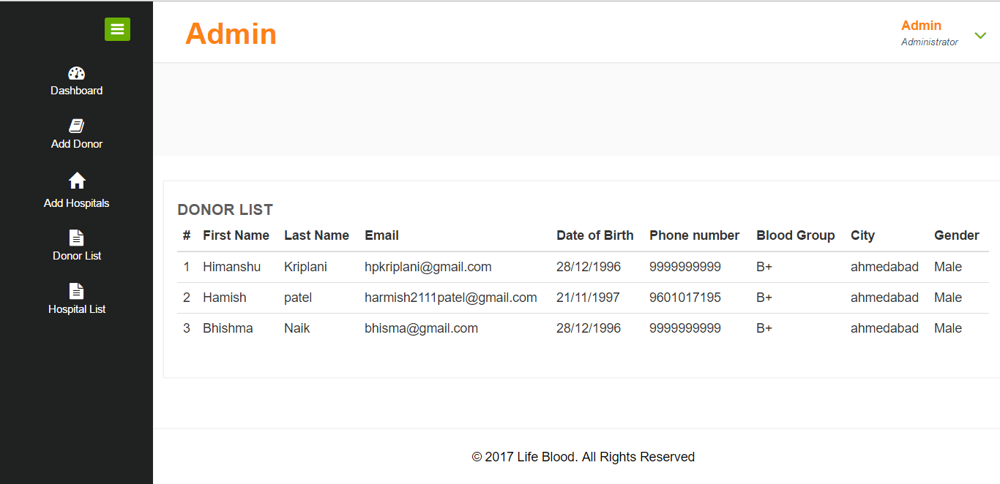 Admin
Admin
Administrator
Dashboard
Add Donor
Add Hospitals
Donor List
Hospital List
DONOR LIST
# First Name Last Name Email Date of Birth Phone number Blood Group City Gender
1 Himanshu Kriplani hpkriplani@gmail.com 28/12/1996 9999999999 B+ ahmedabad Male
2 Hamish patel harmish2111patel@gmail.com 21/11/1997 9601017195 B+ ahmedabad Male
3 Bhishma Naik bhisma@gmail.com 28/12/1996 9999999999 B+ ahmedabad Male
© 2017 Life Blood. All Rights Reserved